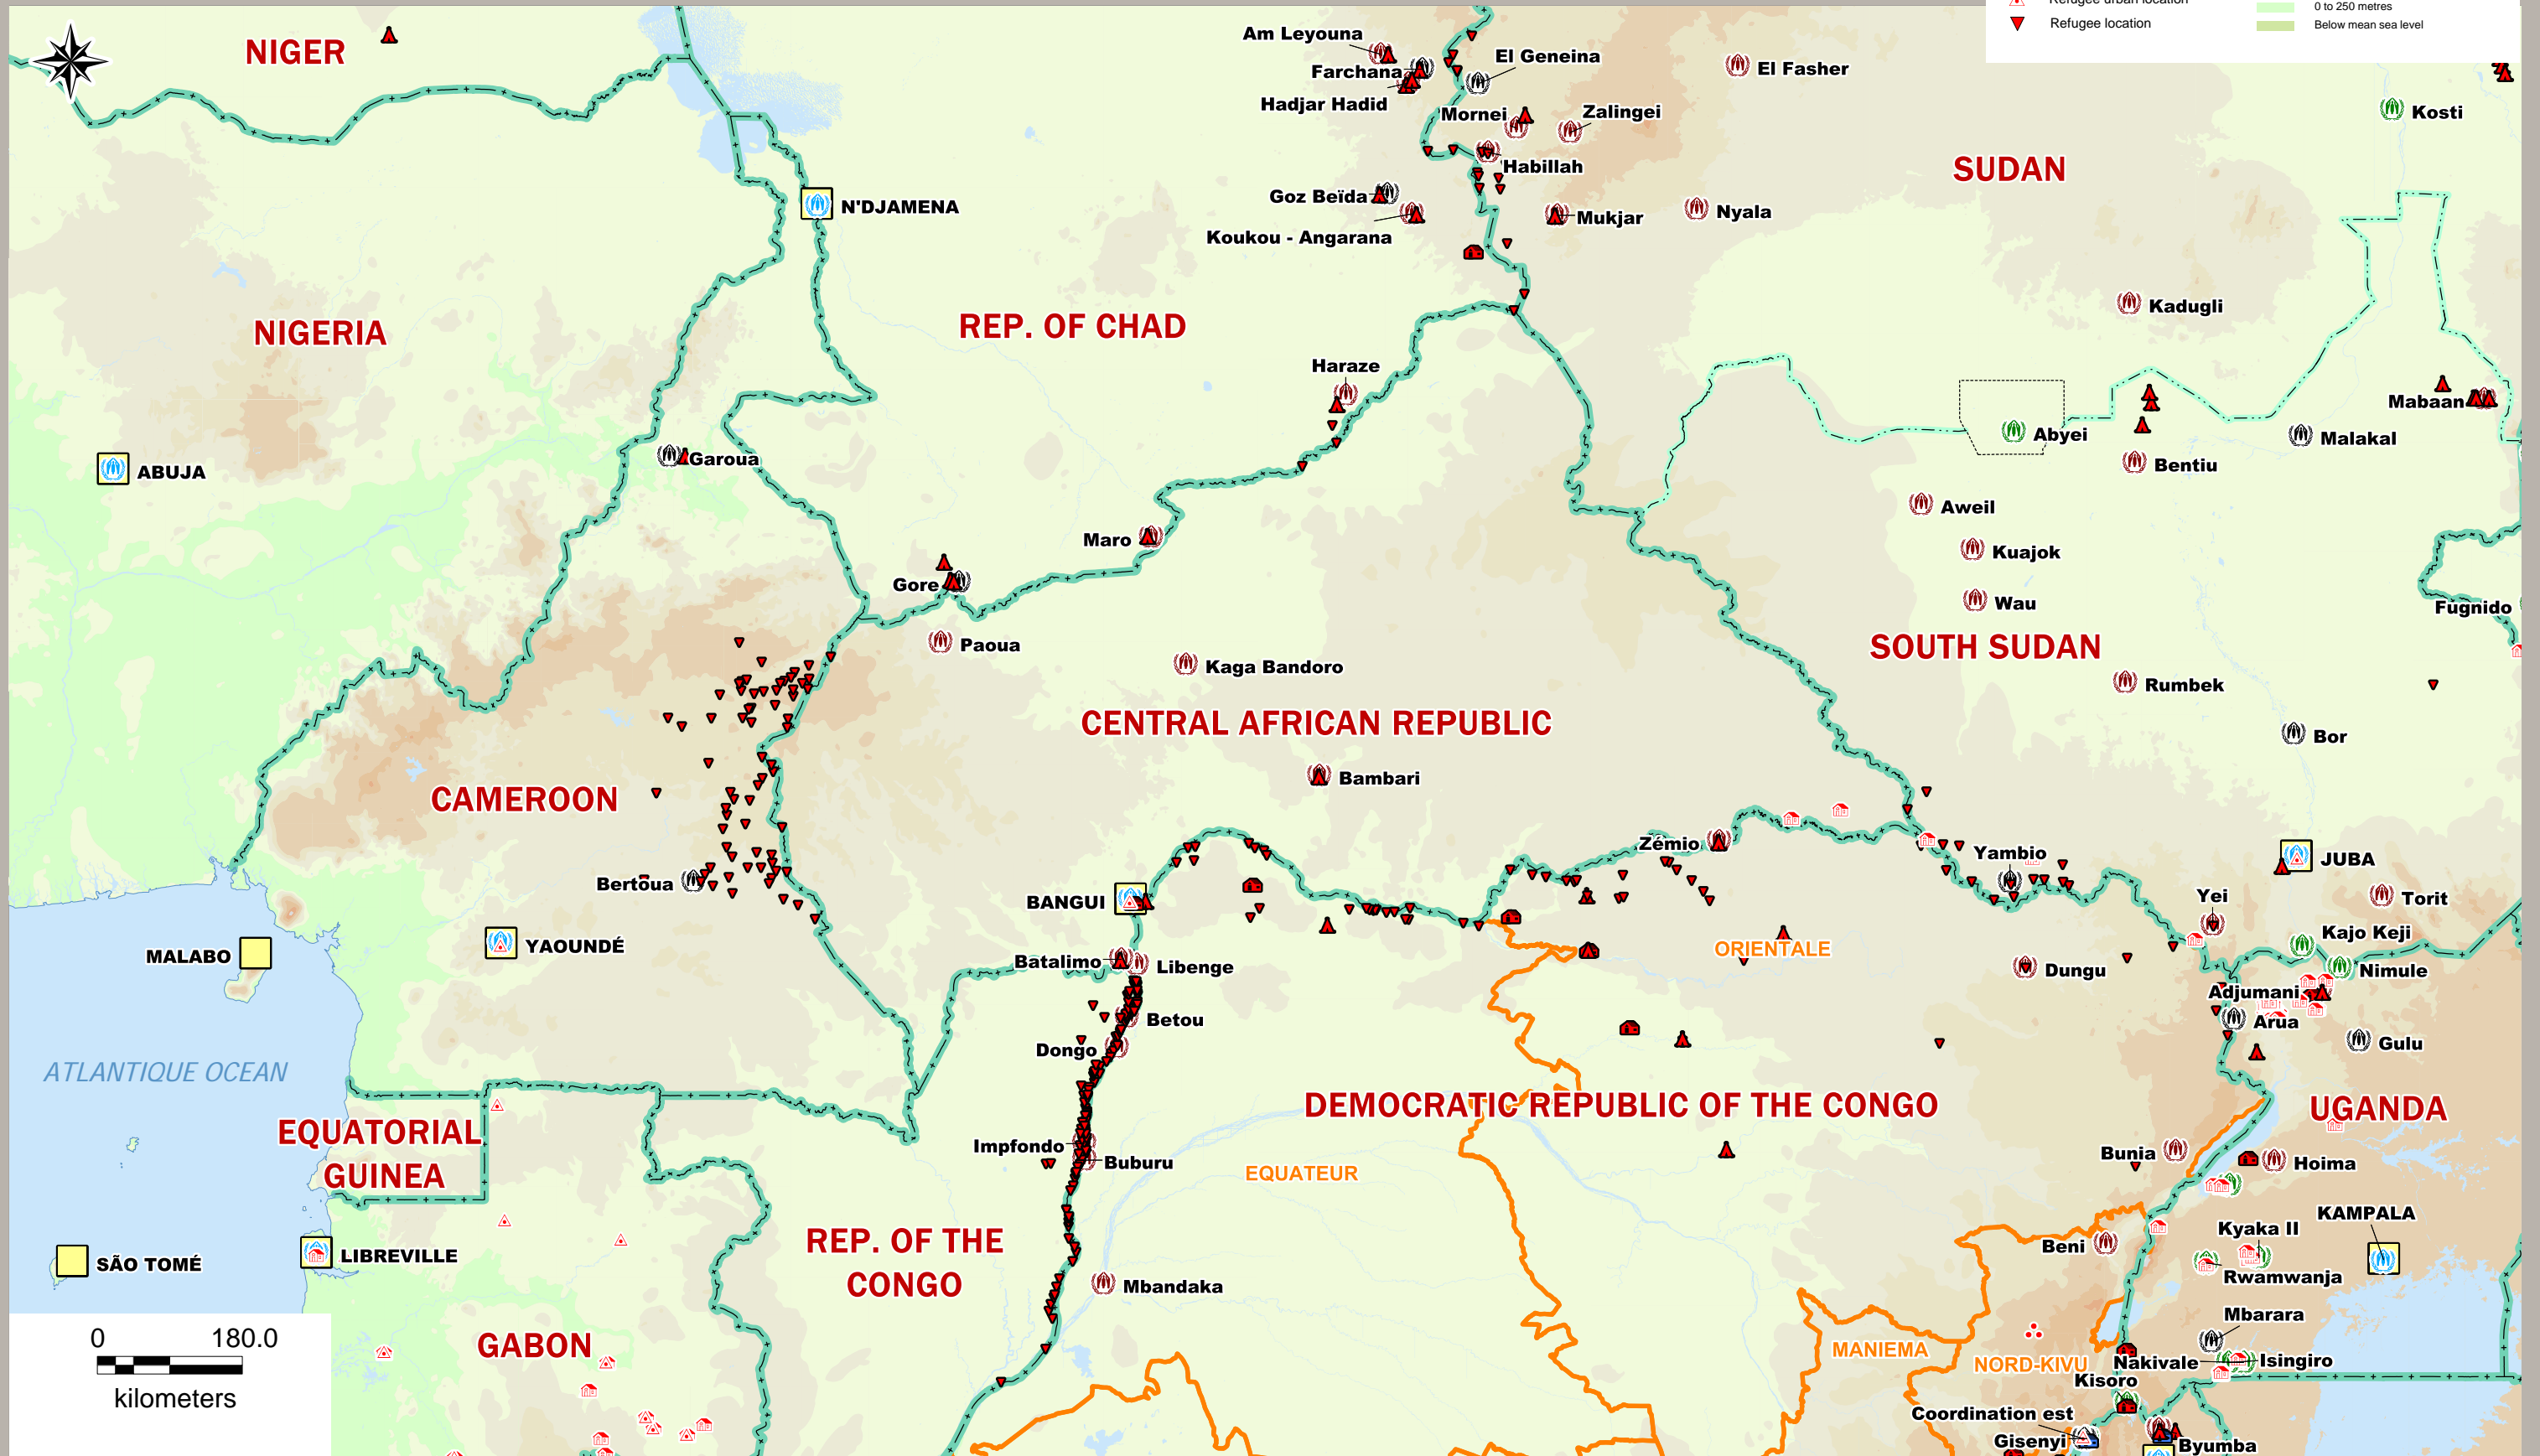 Refugee urban location
0 to 250 metres
Refugee location
Below mean sea level
NIGER
Am Leyouna
El Geneina
Farchana
El Fasher
Hadjar Hadid
Mornei
Zalingei
Kosti
Habillah
SUDAN
Goz Beïda
N'DJAMENA
Mukjar
Nyala
Koukou - Angarana
Kadugli
NIGERIA
REP. OF CHAD
Haraze
Mabaan
Abyei
Malakal
Garoua
Bentiu
ABUJA
Aweil
Maro
Kuajok
Gore
Wau
Fugnido
Paoua
SOUTH SUDAN
Kaga Bandoro
Rumbek
CENTRAL AFRICAN REPUBLIC
Bor
Bambari
CAMEROON
Zémio
Yambio
JUBA
Bertoua
Yei
Torit
BANGUI
Kajo Keji
YAOUNDÉ
ORIENTALE
MALABO
Batalimo
Libenge
Dungu
Nimule
Adjumani
Betou
Arua
Dongo
Gulu
ATLANTIQUE OCEAN
DEMOCRATIC REPUBLIC OF THE CONGO
UGANDA
EQUATORIAL
GUINEA
Impfondo
Buburu
Bunia
Hoima
EQUATEUR
KAMPALA
Kyaka II
REP. OF THE
CONGO
Beni
LIBREVILLE
SÃO TOMÉ
Rwamwanja
Mbandaka
Mbarara
0 180.0
kilometers
GABON
MANIEMA
NORD-KIVU
Nakivale
Isingiro
Kisoro
Coordination est
Gisenyi
Byumba